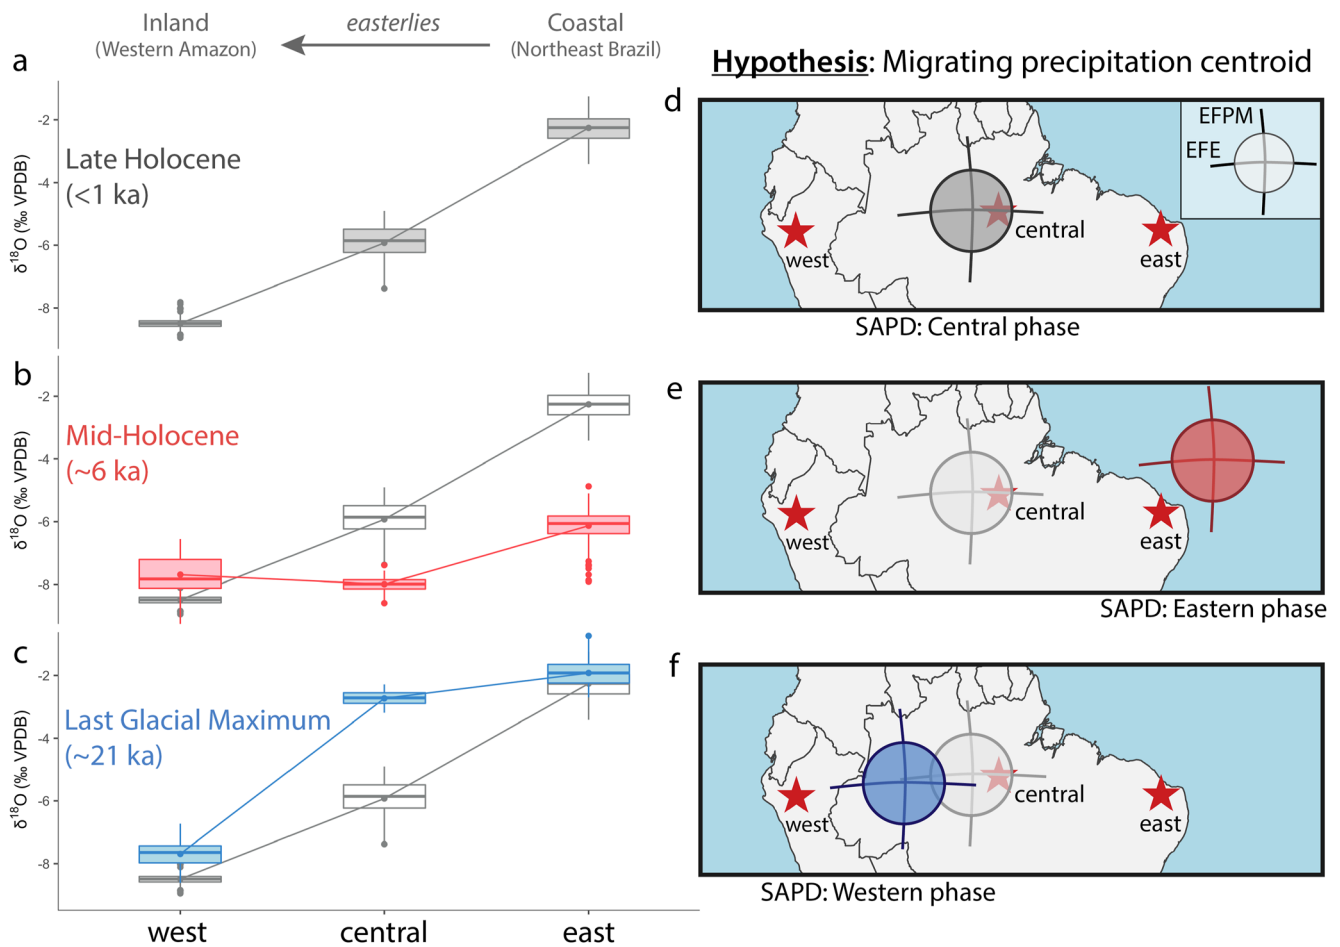 Inland
(Western Amazon)
easterlies
Coastal
(Northeast Brazil)
a
-2
-4
-6
-8
δ18O (‰ VPDB)
Late Holocene
(<1 ka)
b
-2
-4
-6
-8
δ18O (‰ VPDB)
Mid-Holocene
(~6 ka)
c
-2
-4
-6
-8
δ18O (‰ VPDB)
Last Glacial Maximum
(~21 ka)
west
central
east
Hypothesis: Migrating precipitation centroid
d
EFPM
EFE
west
central
east
SAPD: Central phase
e
west
central
east
SAPD: Eastern phase
f
west
central
east
SAPD: Western phase